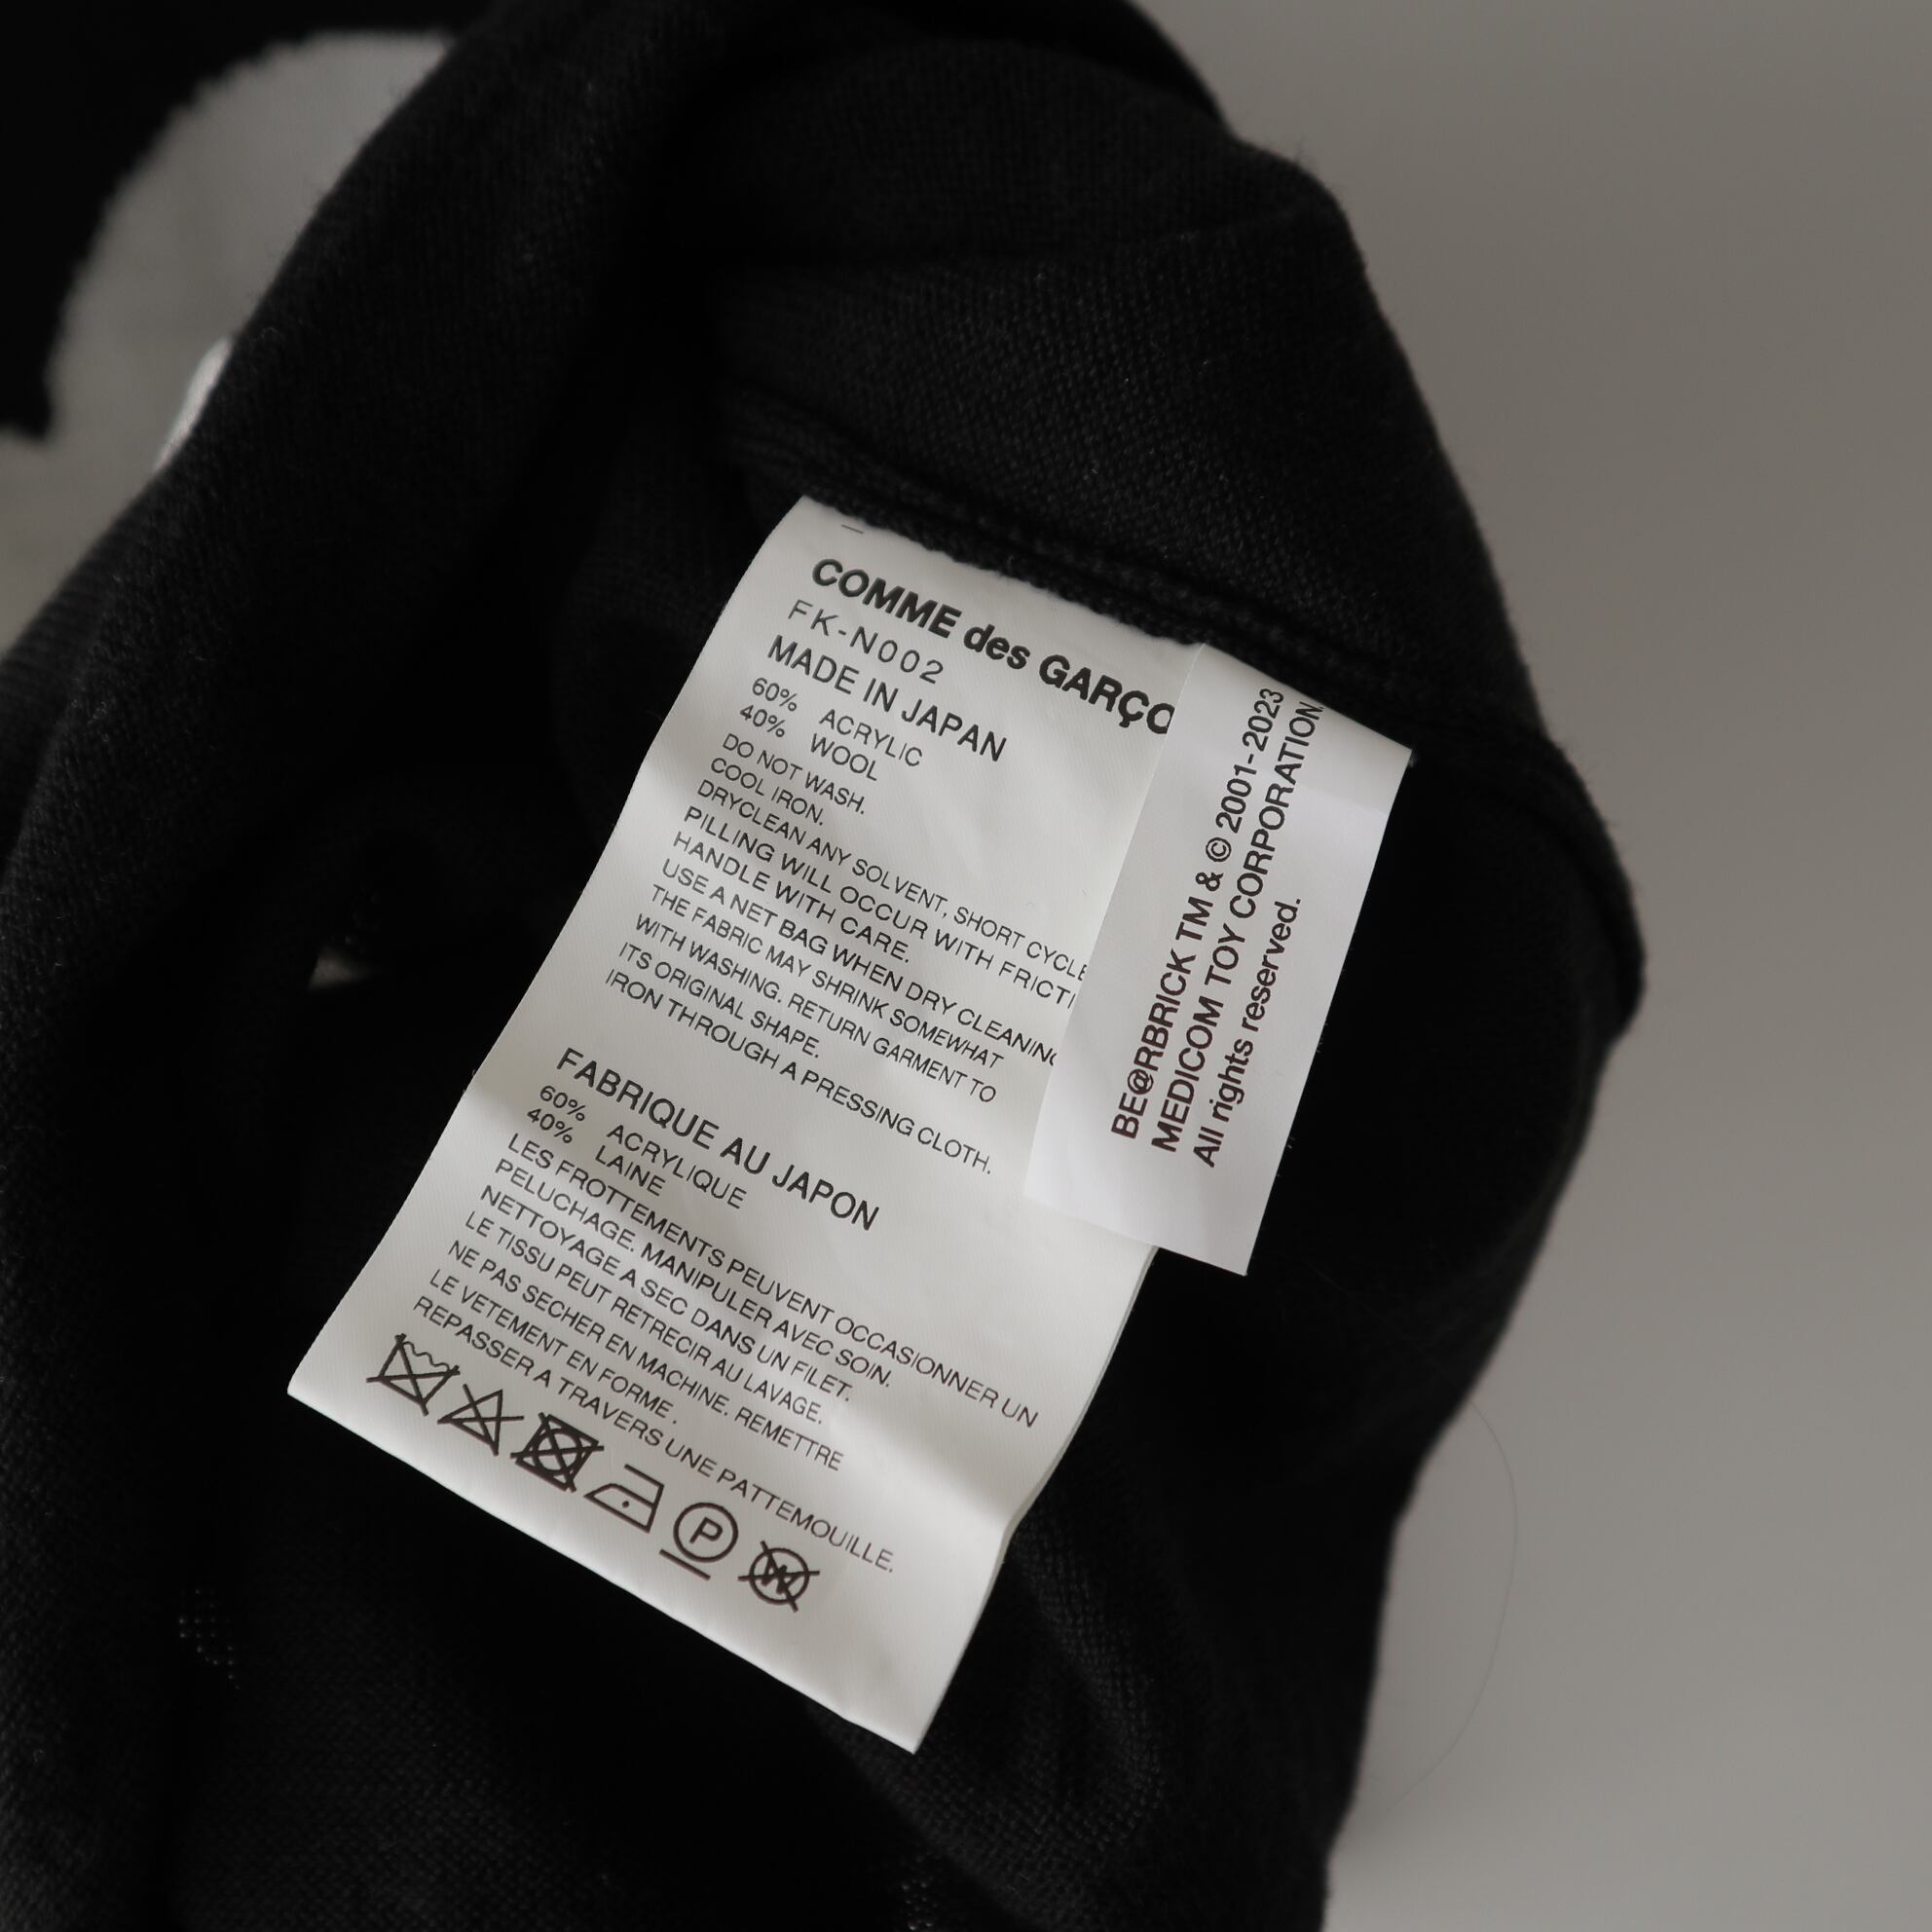 COMME des GARÇO
FK-N002
MADE IN JAPAN
60% ACRYLIC
40% WOOL
DO NOT WASH.
COOL IRON.
DRYCLEAN ANY SOLVENT, SHORT CYCLE
PILLING WILL OCCUR WITH FRICTI
HANDLE WITH CARE.
USE A NET BAG WHEN DRY CLEANING
THE FABRIC MAY SHRINK SOMEWHAT
WITH WASHING. RETURN GARMENT TO
ITS ORIGINAL SHAPE.
IRON THROUGH A PRESSING CLOTH.
FABRIQUE AU JAPON
60% ACRYLIQUE
40% LAINE
LES FROTTEMENTS PEUVENT OCCASIONNER UN
PELUCHAGE. MANIPULER AVEC SOIN.
NETTOYAGE A SEC DANS UN FILET.
LE TISSU PEUT RETRECIR AU LAVAGE.
NE PAS SECHER EN MACHINE. REMETTRE
LE VETEMENT EN FORME.
REPASSER A TRAVERS UNE PATTEMOUILLE.
P
W
BE@RBRICK TM & © 2001-2023
MEDICOM TOY CORPORATION.
All rights reserved.